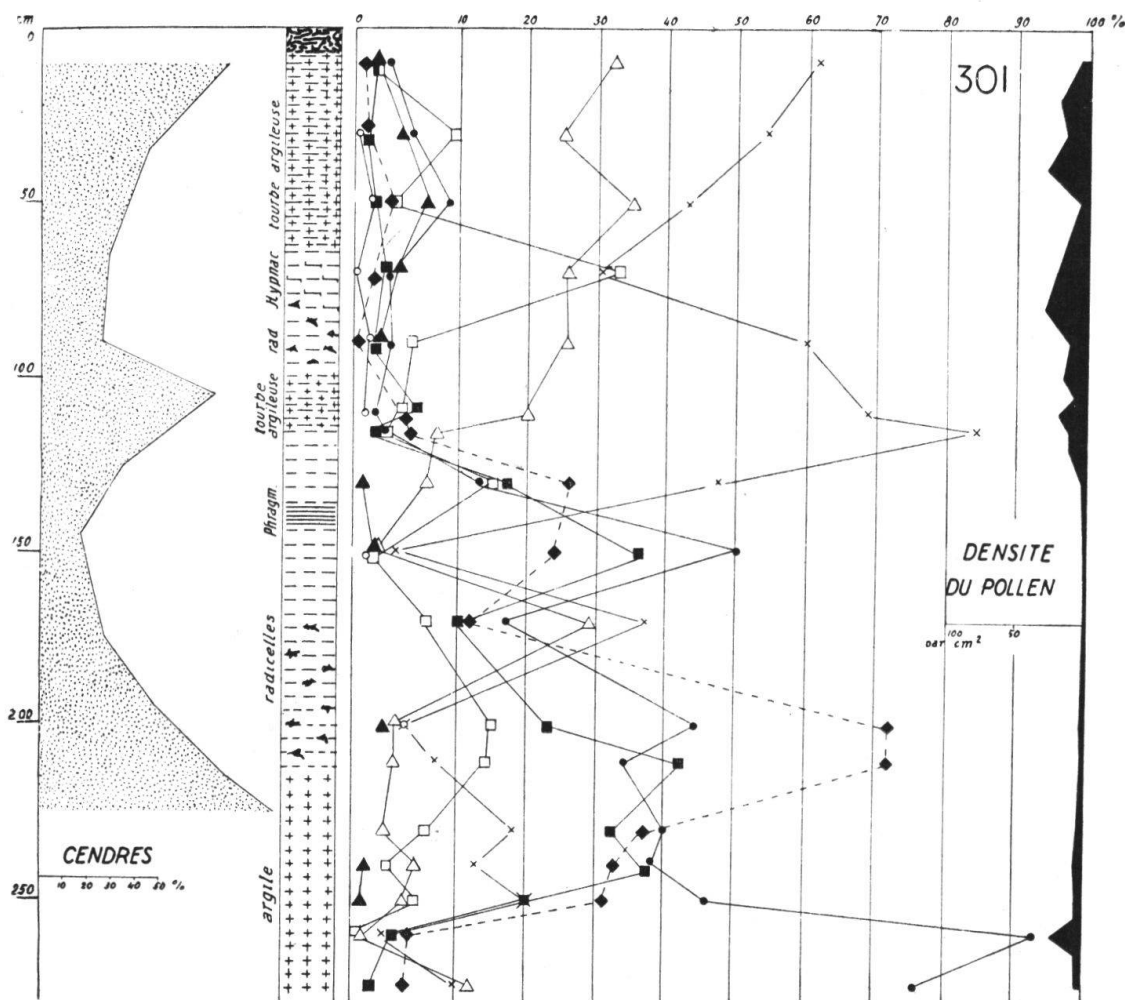 cm
0 10 20 30 40 50 60 70 80 90 100 %
0
50
100
150
200
250
301
tourbe argileuse
Hypnac
rad
tourbe argileuse
Phragm.
radicelles
argile
DENSITE
DU POLLEN
100 50
par cm²
CENDRES
10 20 30 40 50 %